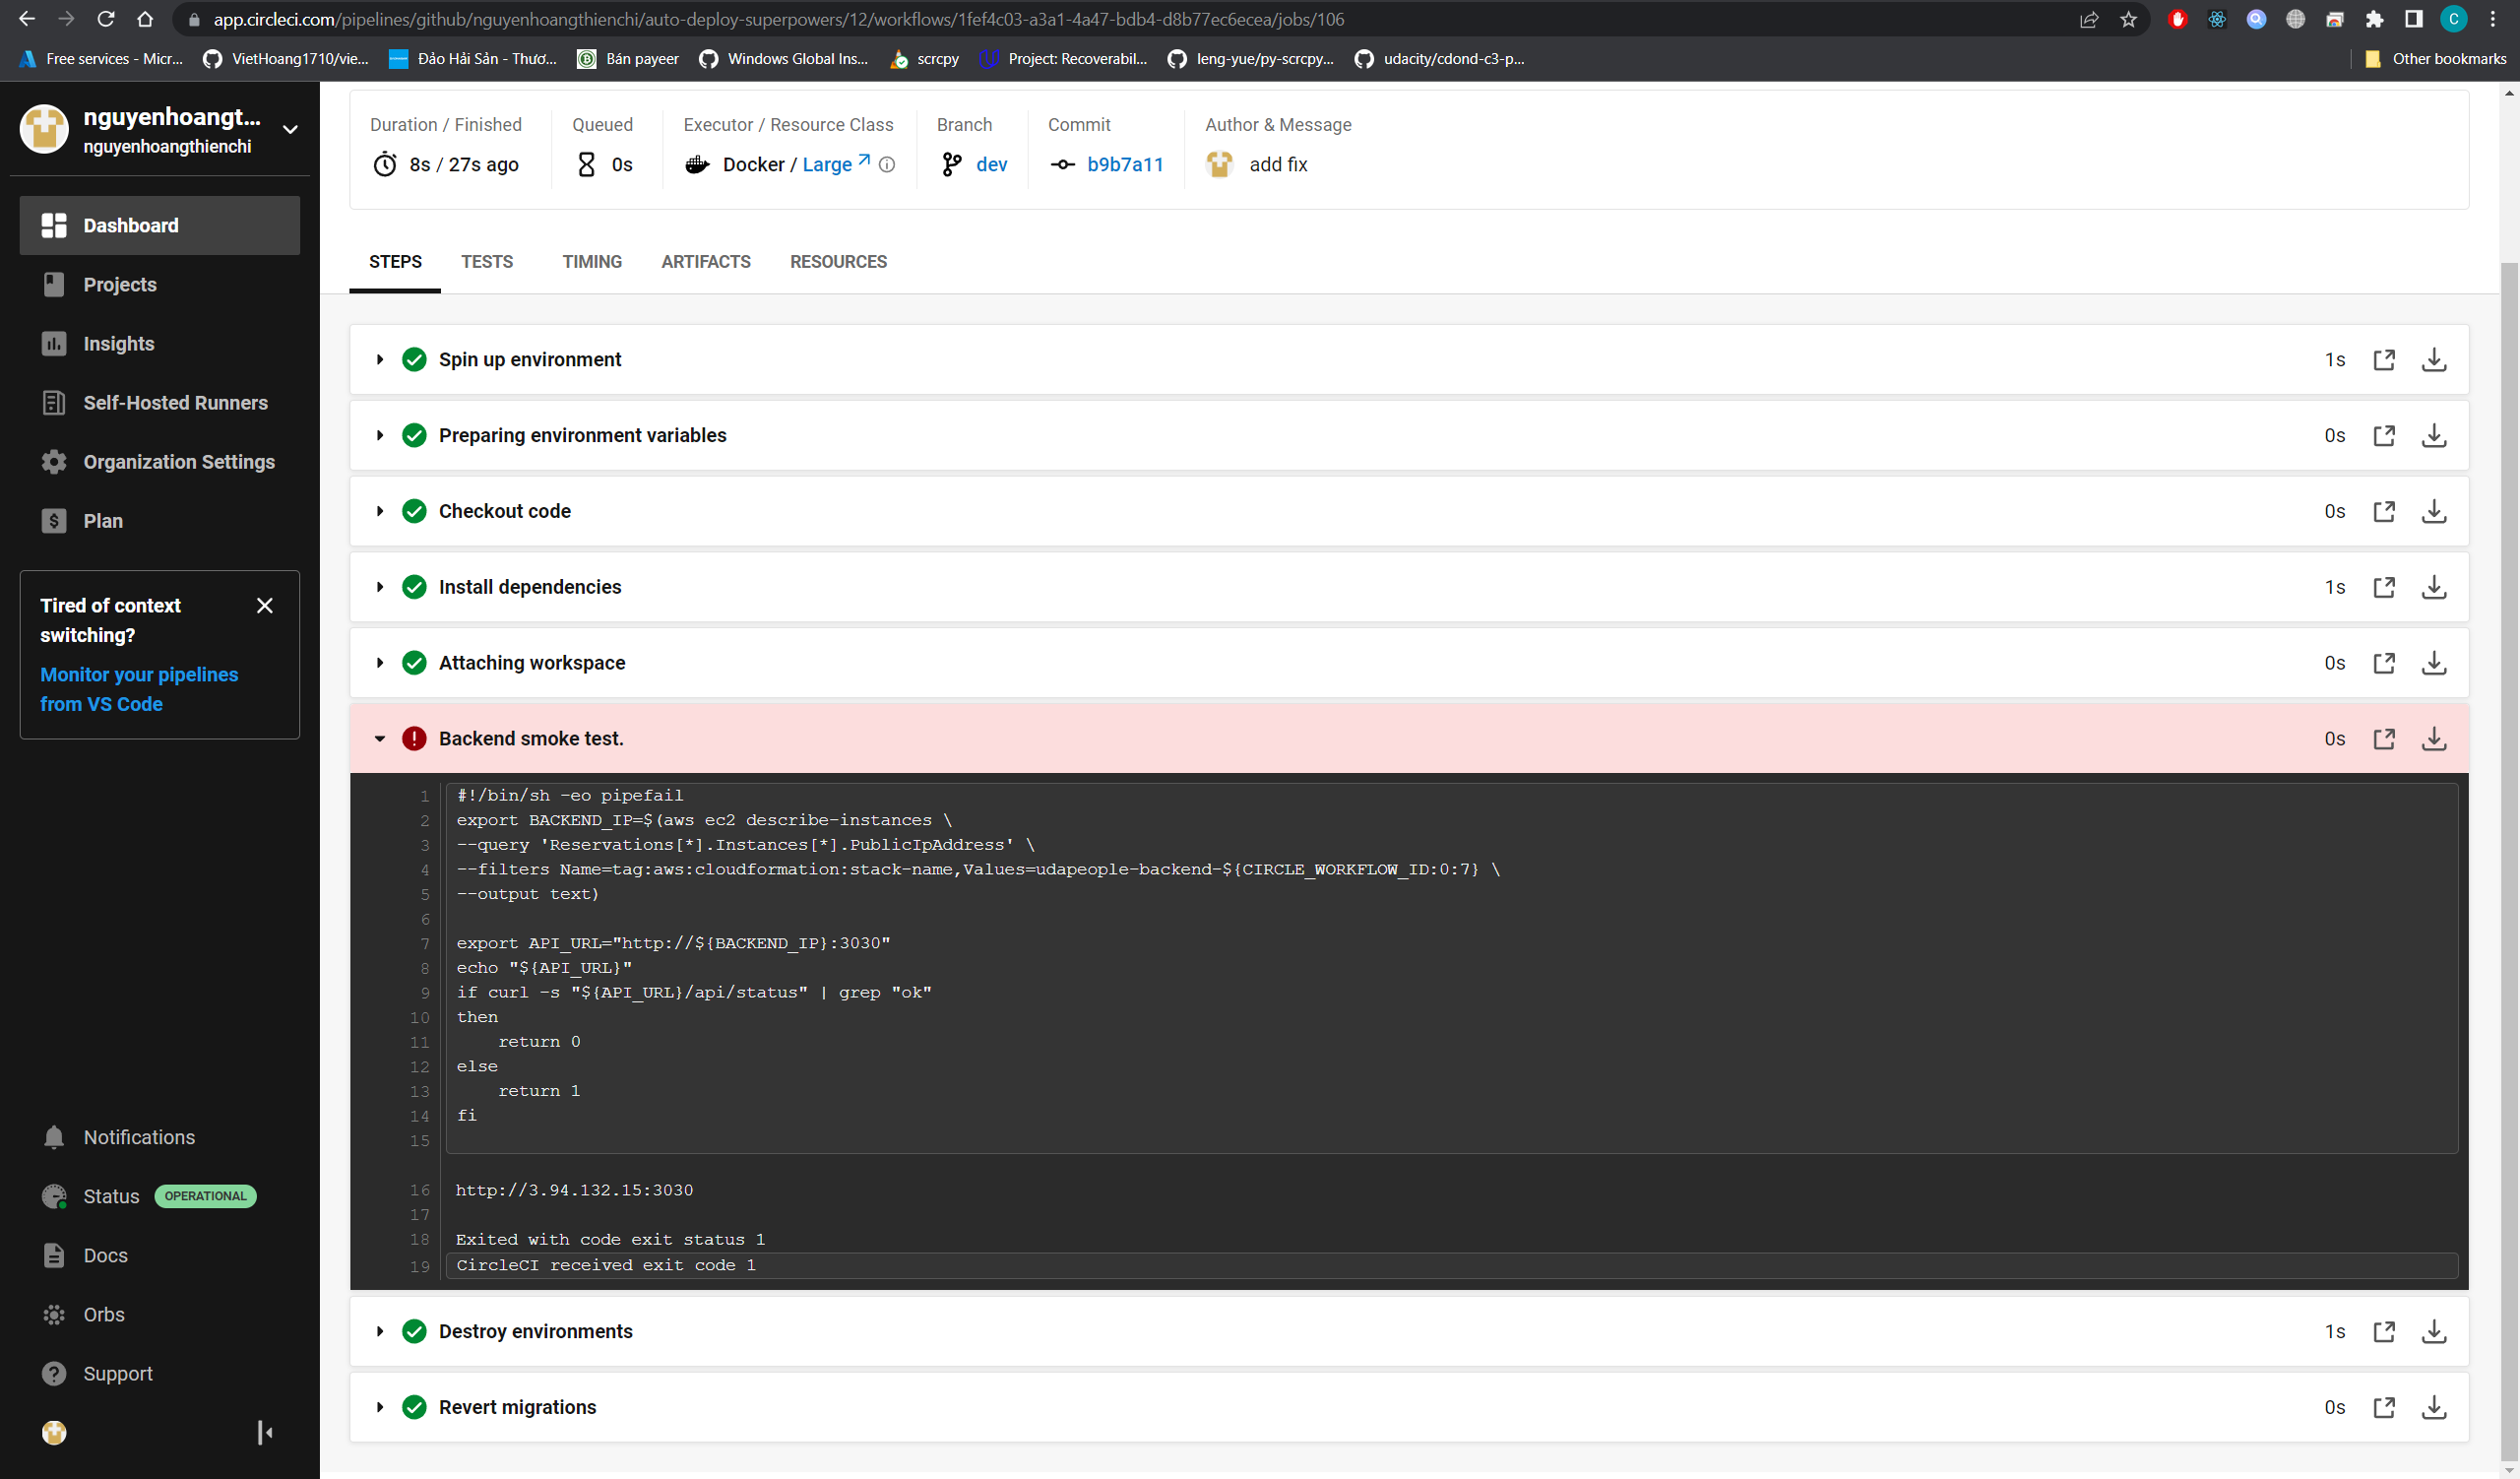 app.circleci.com/pipelines/github/nguyenhoangthienchi/auto-deploy-superpowers/12/workflows/1fef4c03-a3a1-4a47-bdb4-d8b77ec6ecea/jobs/106
C
Free services - Micr...
VietHoang1710/vie...
Đảo Hải Sản - Thươ...
Bán payeer
Windows Global Ins...
scrcpy
Project: Recoverabil...
leng-yue/py-scrcpy...
udacity/cdond-c3-p...
Other bookmarks
nguyenhoangt...
nguyenhoangthienchi
Dashboard
Projects
Insights
Self-Hosted Runners
Organization Settings
Plan
Tired of context
switching?
Monitor your pipelines
from VS Code
Notifications
Status OPERATIONAL
Docs
Orbs
Support
Duration / Finished
8s / 27s ago
Queued
0s
Executor / Resource Class
Docker / Large
Branch
dev
Commit
b9b7a11
Author & Message
add fix
STEPS TESTS TIMING ARTIFACTS RESOURCES
Spin up environment 1s
Preparing environment variables 0s
Checkout code 0s
Install dependencies 1s
Attaching workspace 0s
Backend smoke test. 0s
1 #!/bin/sh -eo pipefail
2 export BACKEND_IP=$(aws ec2 describe-instances \
3 --query 'Reservations[*].Instances[*].PublicIpAddress' \
4 --filters Name=tag:aws:cloudformation:stack-name,Values=udapeople-backend-${CIRCLE_WORKFLOW_ID:0:7} \
5 --output text)
6
7 export API_URL="http://${BACKEND_IP}:3030"
8 echo "${API_URL}"
9 if curl -s "${API_URL}/api/status" | grep "ok"
10 then
11 return 0
12 else
13 return 1
14 fi
15
16 http://3.94.132.15:3030
17
18 Exited with code exit status 1
19 CircleCI received exit code 1
Destroy environments 1s
Revert migrations 0s